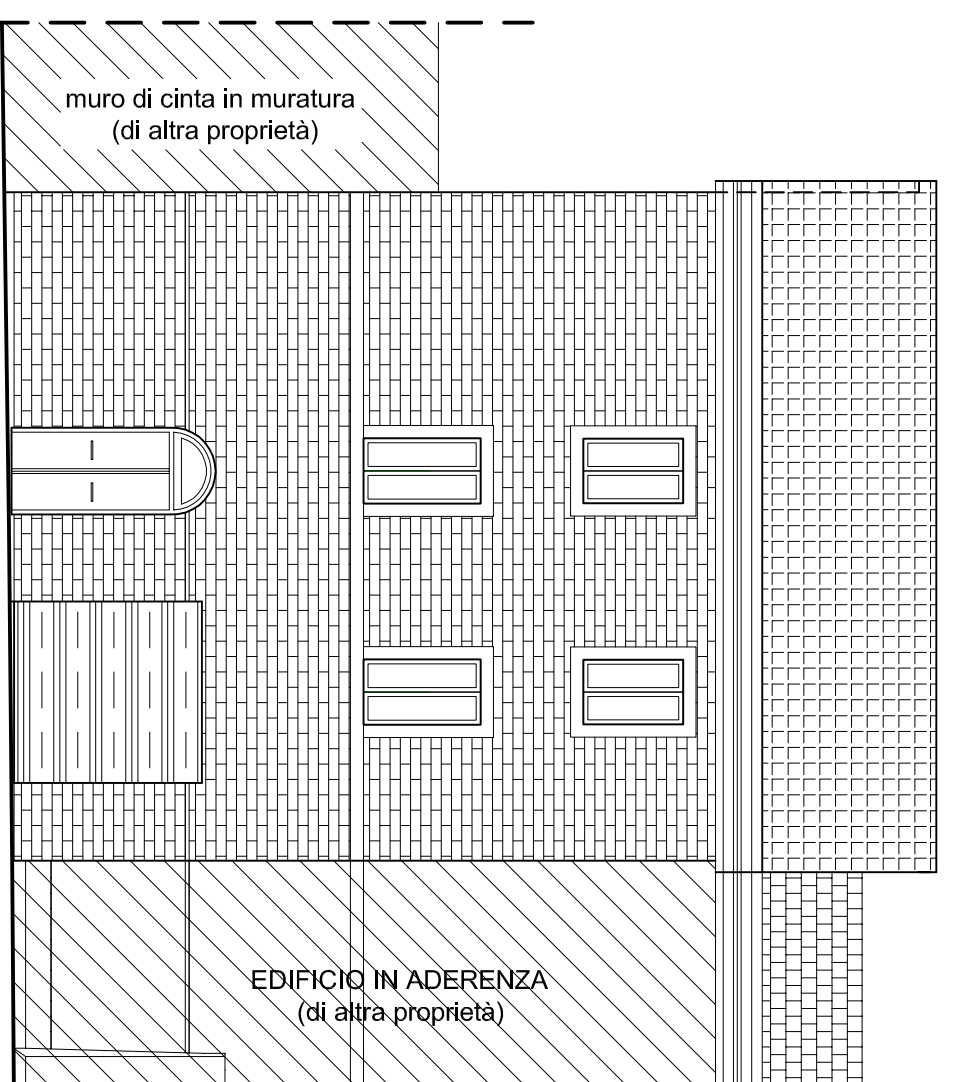 muro di cinta in muratura
(di altra proprietà)
EDIFICIO IN ADERENZA
(di altra proprietà)